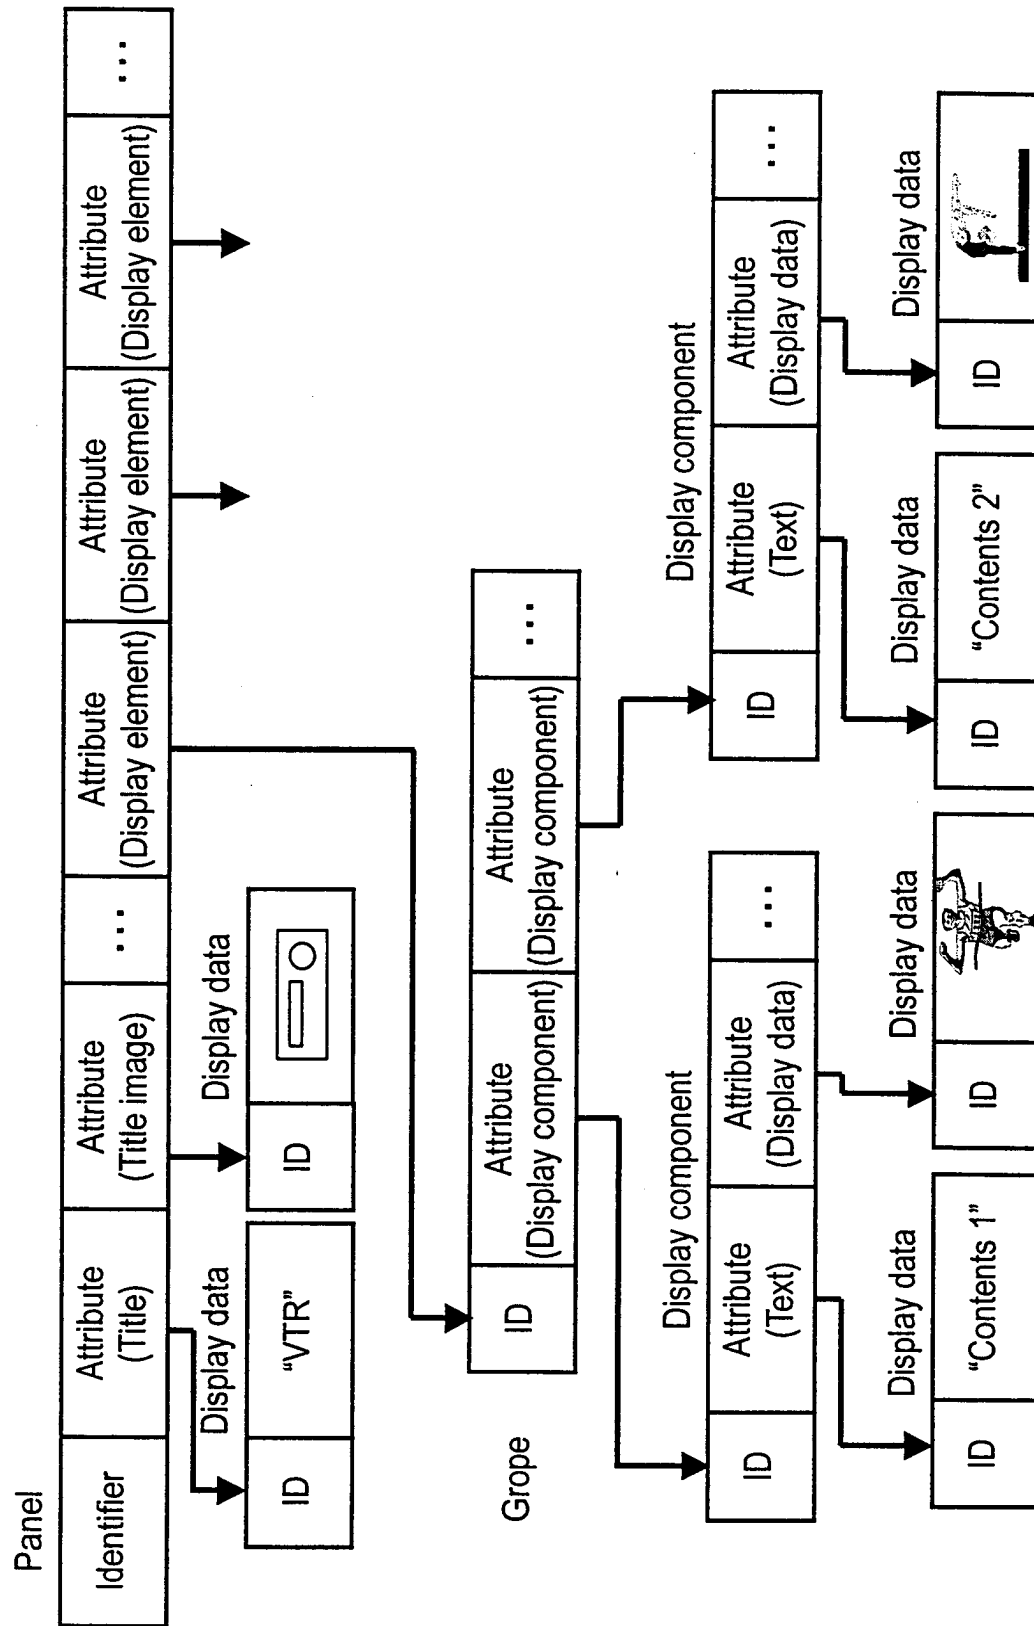 Panel
Identifier
Attribute
(Title)
Attribute
(Title image)
...
Attribute
(Display element)
Attribute
(Display element)
Attribute
(Display element)
...
Display data
ID
“VTR”
Display data
ID
Grope
ID
Attribute
(Display component)
Attribute
(Display component)
...
Display component
ID
Attribute
(Text)
Attribute
(Display data)
...
Display component
ID
Attribute
(Text)
Attribute
(Display data)
...
Display data
ID
“Contents 1”
Display data
ID
Display data
ID
“Contents 2”
Display data
ID